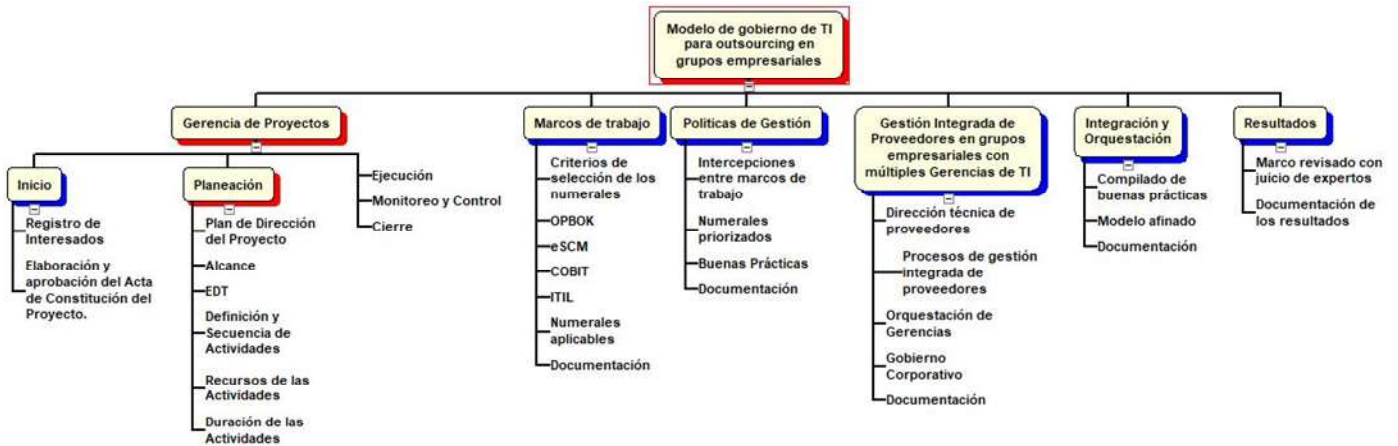 Modelo de gobierno de TI
para outsourcing en
grupos empresariales
Gerencia de Proyectos
Inicio
Registro de
Interesados
Elaboración y
aprobación del Acta
de Constitución del
Proyecto.
Planeación
Plan de Dirección
del Proyecto
Alcance
EDT
Definición y
Secuencia de
Actividades
Recursos de las
Actividades
Duración de las
Actividades
Ejecución
Monitoreo y Control
Cierre
Marcos de trabajo
Criterios de
selección de los
numerales
OPBOK
eSCM
COBIT
ITIL
Numerales
aplicables
Documentación
Politicas de Gestión
Intercepciones
entre marcos de
trabajo
Numerales
priorizados
Buenas Prácticas
Documentación
Gestión Integrada de
Proveedores en grupos
empresariales con
múltiples Gerencias de TI
Dirección técnica de
proveedores
Procesos de gestión
integrada de
proveedores
Orquestación de
Gerencias
Gobierno
Corporativo
Documentación
Integración y
Orquestación
Compilado de
buenas prácticas
Modelo afinado
Documentación
Resultados
Marco revisado con
juicio de expertos
Documentación de
los resultados